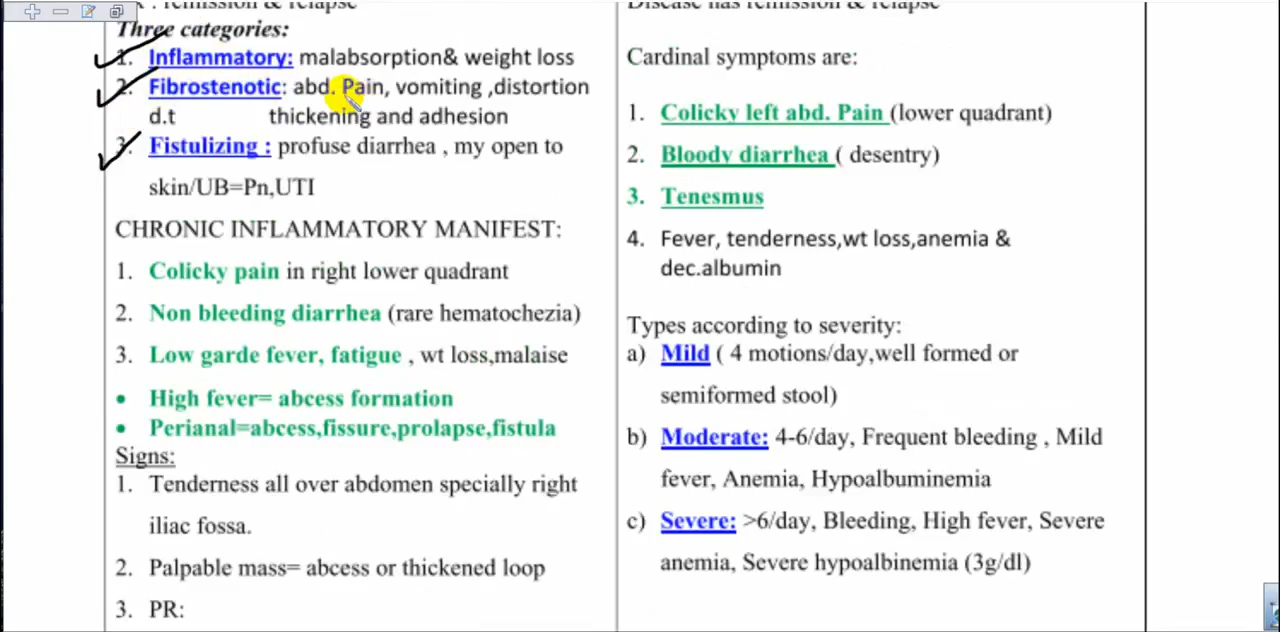 remission & relapse
Three categories:
1. Inflammatory: malabsorption& weight loss
2. Fibrostenotic: abd. Pain, vomiting ,distortion
d.t thickening and adhesion
3. Fistulizing : profuse diarrhea , my open to
skin/UB=Pn,UTI
CHRONIC INFLAMMATORY MANIFEST:
1. Colicky pain in right lower quadrant
2. Non bleeding diarrhea (rare hematochezia)
3. Low garde fever, fatigue , wt loss,malaise
• High fever= abcess formation
• Perianal=abcess,fissure,prolapse,fistula
Signs:
1. Tenderness all over abdomen specially right
iliac fossa.
2. Palpable mass= abcess or thickened loop
3. PR:
Disease has remission & relapse
Cardinal symptoms are:
1. Colicky left abd. Pain (lower quadrant)
2. Bloody diarrhea ( desentry)
3. Tenesmus
4. Fever, tenderness,wt loss,anemia &
dec.albumin
Types according to severity:
a) Mild ( 4 motions/day,well formed or
semiformed stool)
b) Moderate: 4-6/day, Frequent bleeding , Mild
fever, Anemia, Hypoalbuminemia
c) Severe: >6/day, Bleeding, High fever, Severe
anemia, Severe hypoalbinemia (3g/dl)